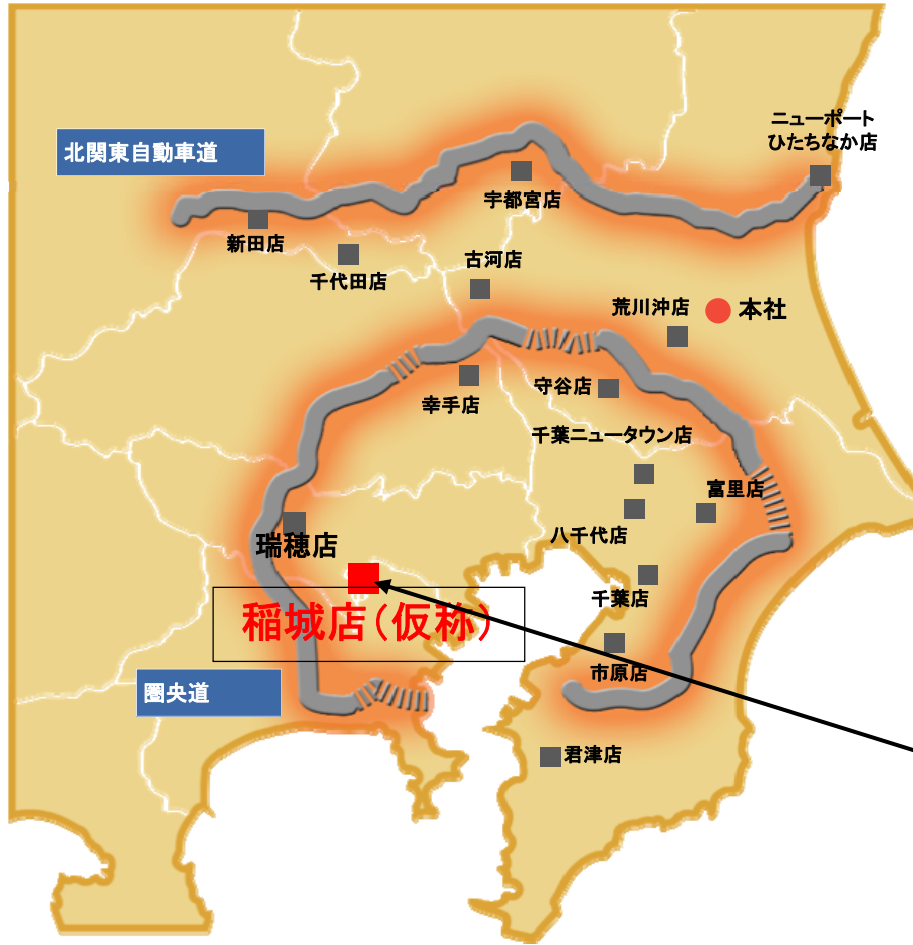 ニューポート
ひたちなか店
北関東自動車道
宇都宮店
新田店
千代田店
古河店
荒川沖店
本社
守谷店
幸手店
千葉ニュータウン店
富里店
八千代店
瑞穂店
千葉店
稲城店(仮称)
市原店
圏央道
君津店